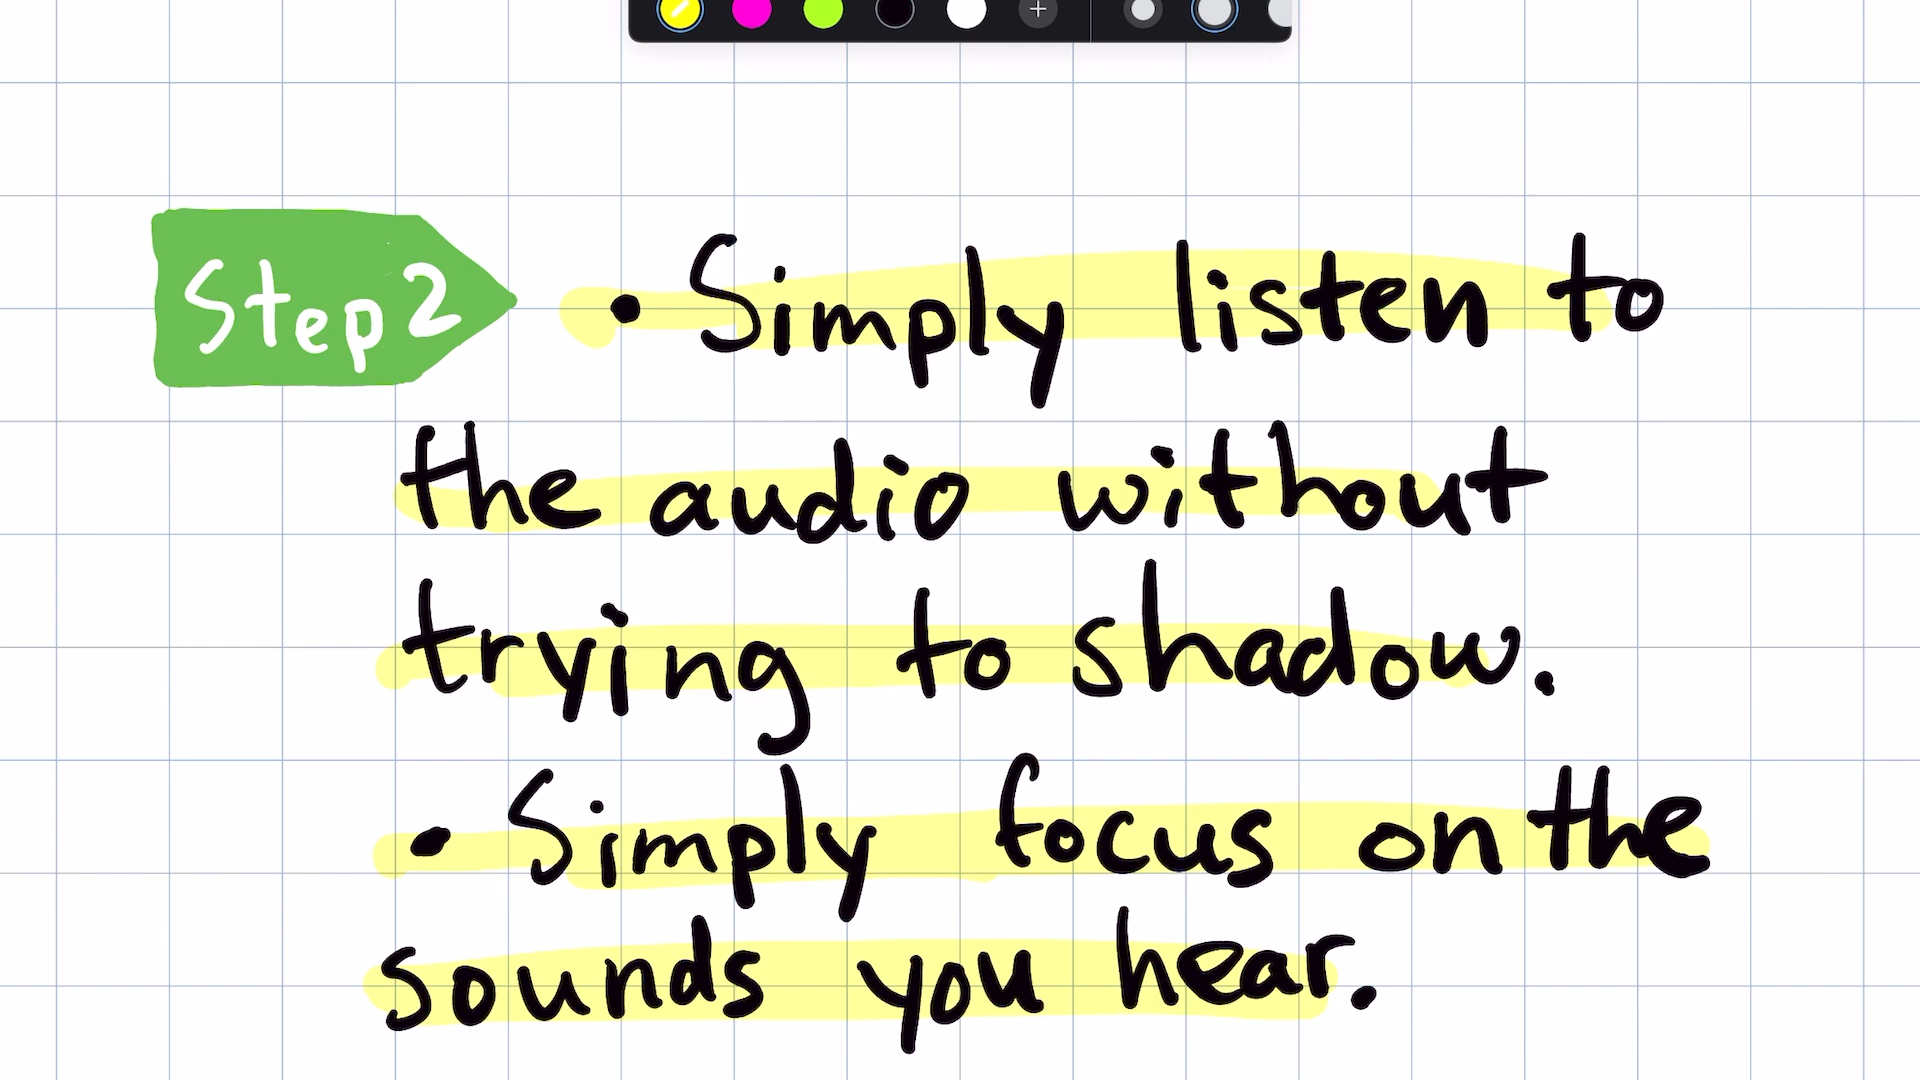 Step 2 • Simply listen to
the audio without
trying to shadow.
• Simply focus on the
sounds you hear.